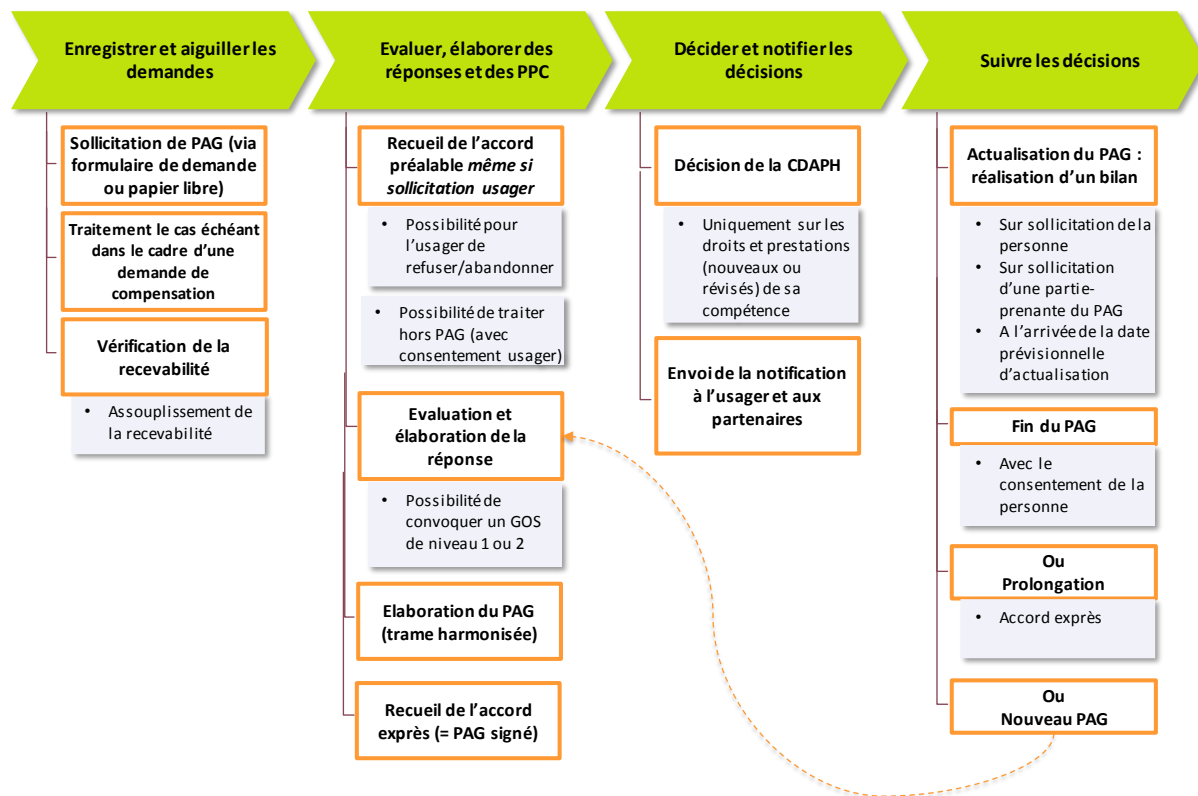 Enregistrer et aiguiller les
demandes
Evaluer, élaborer des
réponses et des PPC
Décider et notifier les
décisions
Suivre les décisions
Sollicitation de PAG (via
formulaire de demande
ou papier libre)
Traitement le cas échéant
dans le cadre d'une
demande de
compensation
Vérification de la
recevabilité
• Assouplissement de
la recevabilité
Recueil de l'accord
préalable même si
sollicitation usager
• Possibilité pour
l'usager de
refuser/abandonner
• Possibilité de traiter
hors PAG (avec
consentement usager)
Evaluation et
élaboration de la
réponse
• Possibilité de
convoquer un GOS
de niveau 1 ou 2
Elaboration du PAG
(trame harmonisée)
Recueil de l'accord
exprès (= PAG signé)
Décision de la CDAPH
• Uniquement sur les
droits et prestations
(nouveaux ou
révisés) de sa
compétence
Envoi de la notification
à l'usager et aux
partenaires
Actualisation du PAG :
réalisation d'un bilan
• Sur sollicitation de la
personne
• Sur sollicitation
d'une partie-
prenante du PAG
• A l'arrivée de la date
prévisionnelle
d'actualisation
Fin du PAG
• Avec le
consentement de la
personne
Ou
Prolongation
• Accord exprès
Ou
Nouveau PAG